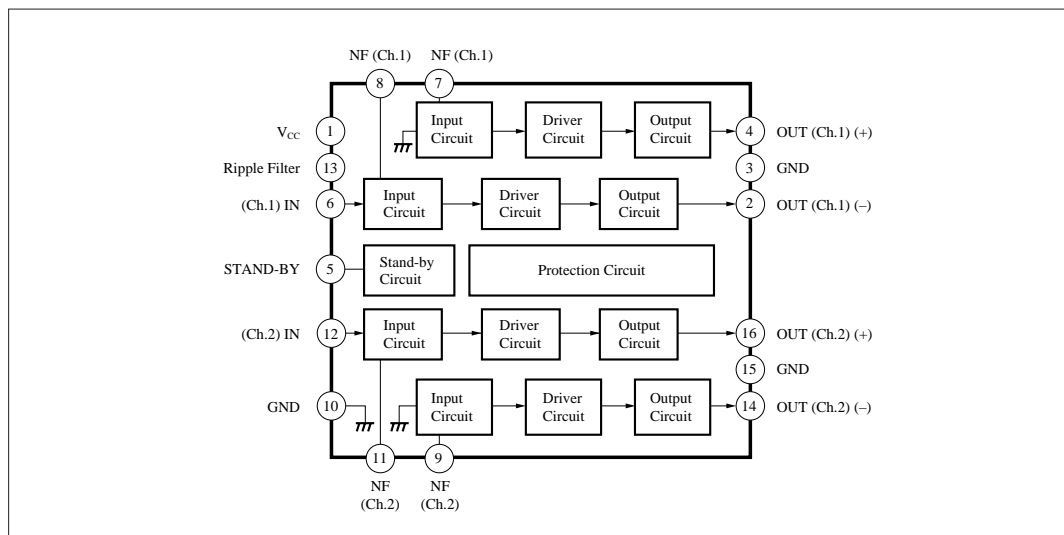 NF (Ch.1)
NF (Ch.1)
8
7
VCC
1
Input
Circuit
Driver
Circuit
Output
Circuit
4
OUT (Ch.1) (+)
Ripple Filter
13
3
GND
(Ch.1) IN
6
Input
Circuit
Driver
Circuit
Output
Circuit
2
OUT (Ch.1) (–)
STAND-BY
5
Stand-by
Circuit
Protection Circuit
(Ch.2) IN
12
Input
Circuit
Driver
Circuit
Output
Circuit
16
OUT (Ch.2) (+)
15
GND
GND
10
Input
Circuit
Driver
Circuit
Output
Circuit
14
OUT (Ch.2) (–)
11
9
NF
(Ch.2)
NF
(Ch.2)